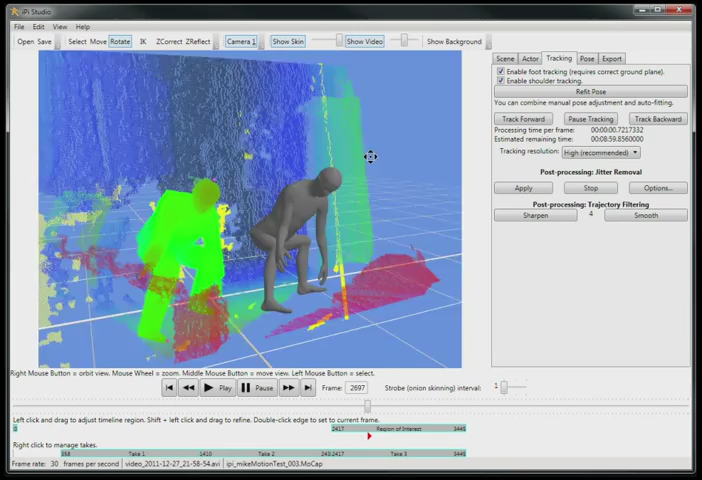 iPi Studio
File Edit View Help
Open Save Select Move Rotate IK ZCorrect ZReflect Camera 1 Show Skin Show Video Show Background
Scene Actor Tracking Pose Export
Enable foot tracking (requires correct ground plane).
Enable shoulder tracking.
Refit Pose
You can combine manual pose adjustment and auto-fitting.
Track Forward Pause Tracking Track Backward
Processing time per frame: 00:00:00.7217332
Estimated remaining time: 00:08:59.8560000
Tracking resolution: High (recommended)
Post-processing: Jitter Removal
Apply Stop Options...
Post-processing: Trajectory Filtering
Sharpen 4 Smooth
Right Mouse Button = orbit view. Mouse Wheel = zoom. Middle Mouse Button = move view. Left Mouse Button = select.
Play Pause Frame: 2697 Strobe (onion skinning) interval: 1
Left click and drag to adjust timeline region. Shift + left click and drag to refine. Double-click edge to set to current frame.
0 2417 Region of Interest 3445
Right click to manage takes.
358 Take 1 1410 Take 2 2417 Take 3 3445
Frame rate: 30 frames per second video_2011-12-27_21-58-54.avi ipi_mikeMotionTest_003.MoCap